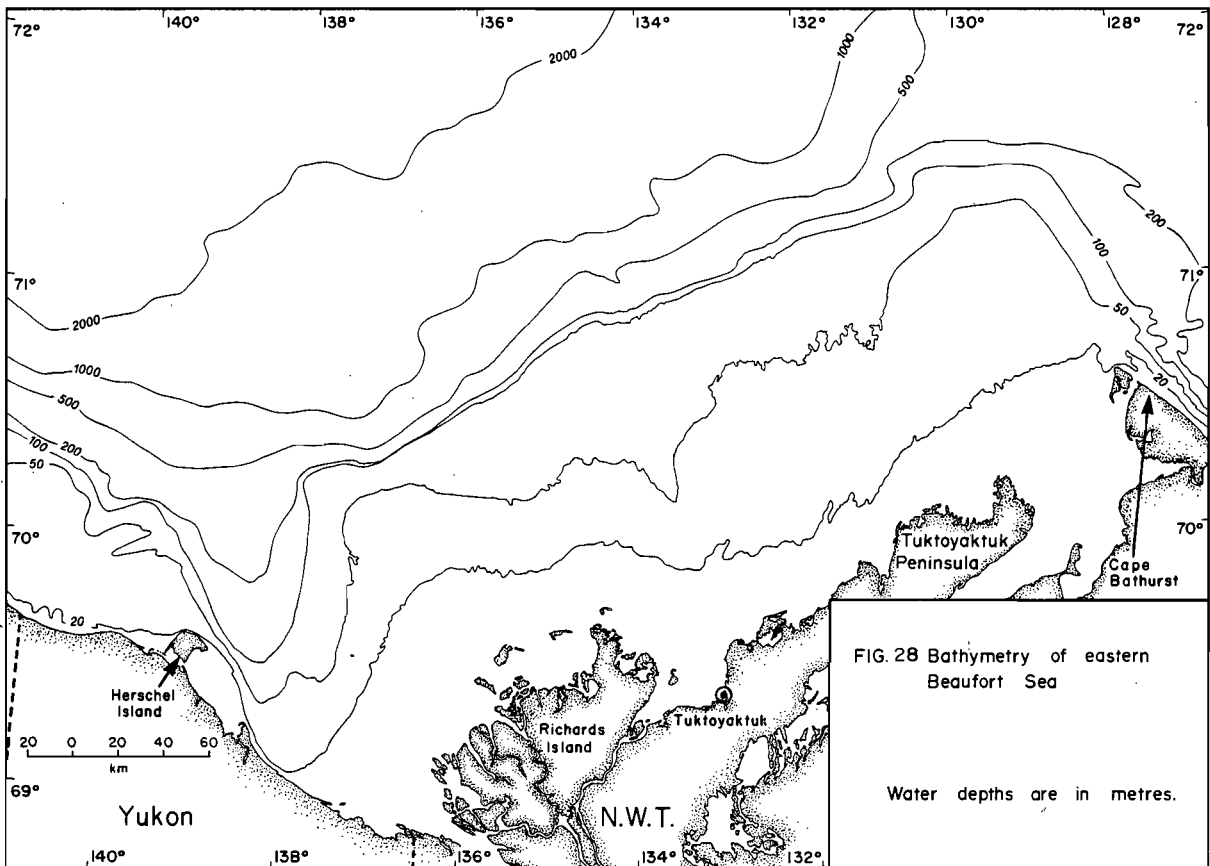 72°
140°
138°
136°
134°
132°
130°
128°
72°
2000
1000
500
200
71°
71°
2000
100
1000
50
500
20
200
100
50
70°
70°
Tuktoyaktuk
Peninsula
Cape
Bathurst
20
Herschel
Island
FIG. 28 Bathymetry of eastern
Beaufort Sea
Richards
Island
Tuktoyaktuk
20 0 20 40 60
km
69°
Water depths are in metres.
Yukon
N.W.T.
140°
138°
136°
134°
132°